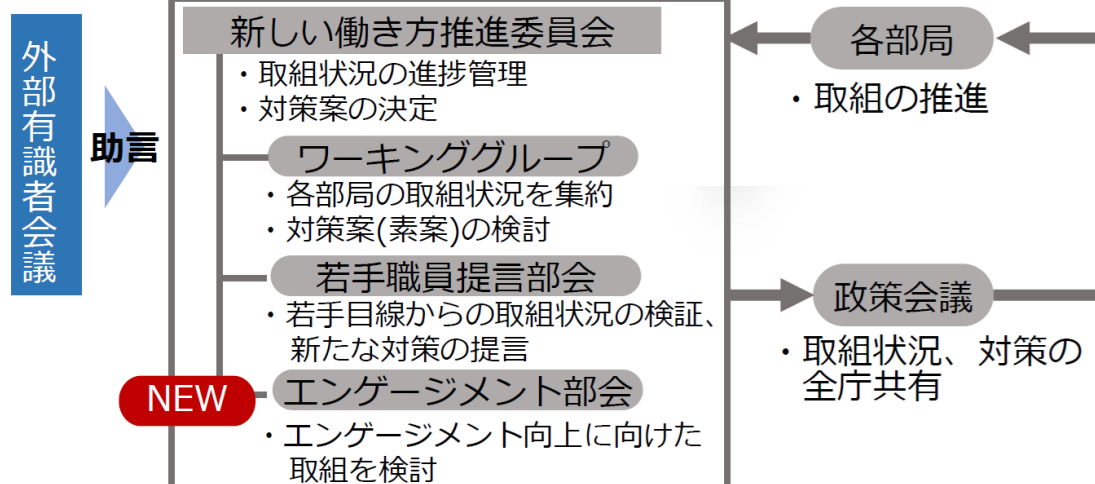 外部有識者会議
助言
新しい働き方推進委員会
・取組状況の進捗管理
・対策案の決定
ワーキンググループ
・各部局の取組状況を集約
・対策案(素案)の検討
若手職員提言部会
・若手目線からの取組状況の検証、
新たな対策の提言
NEW
エンゲージメント部会
・エンゲージメント向上に向けた
取組を検討
各部局
・取組の推進
政策会議
・取組状況、対策の
全庁共有